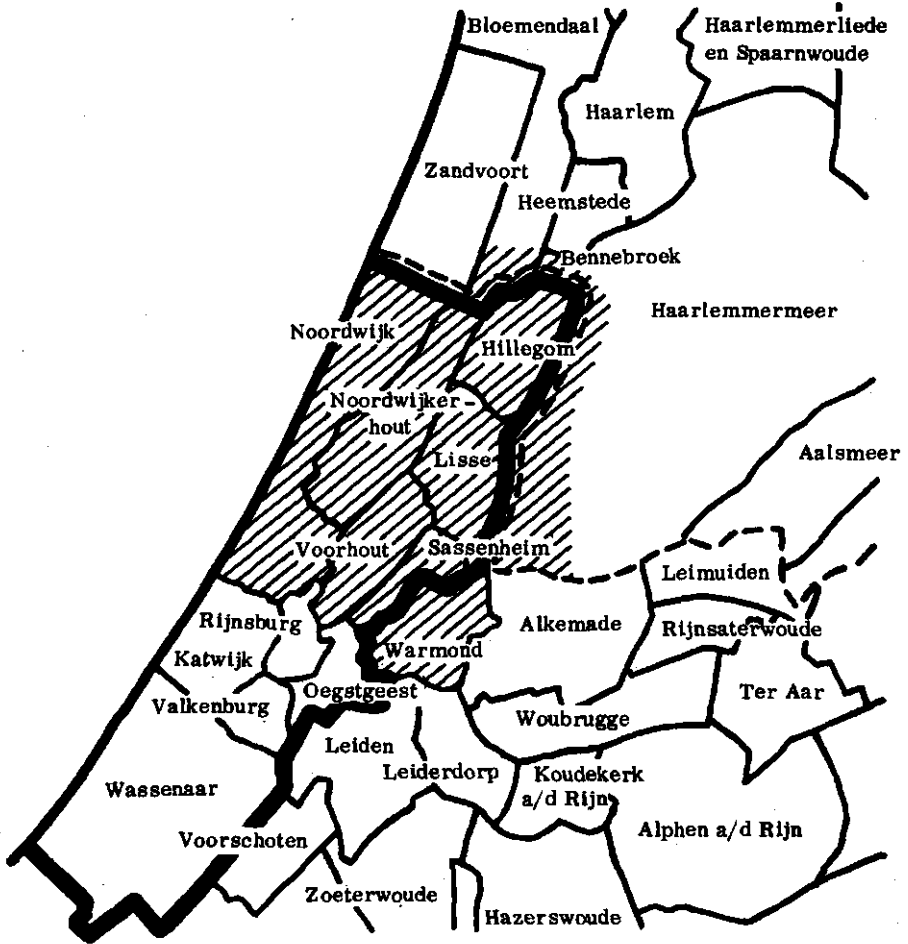 Bloemendaal
Haarlemmerliede
en Spaarnwoude
Haarlem
Zandvoort
Heemstede
Bennebroek
Haarlemmermeer
Noordwijk
Hillegom
Noordwijker-
hout
Lisse
Aalsmeer
Voorhout
Sassenheim
Leimuiden
Rijnsburg
Alkemade
Rijnsaterwoude
Warmond
Katwijk
Oegstgeest
Ter Aar
Valkenburg
Woubrugge
Leiden
Leiderdorp
Koudekerk
a/d Rijn
Wassenaar
Alphen a/d Rijn
Voorschoten
Zoeterwoude
Hazerswoude